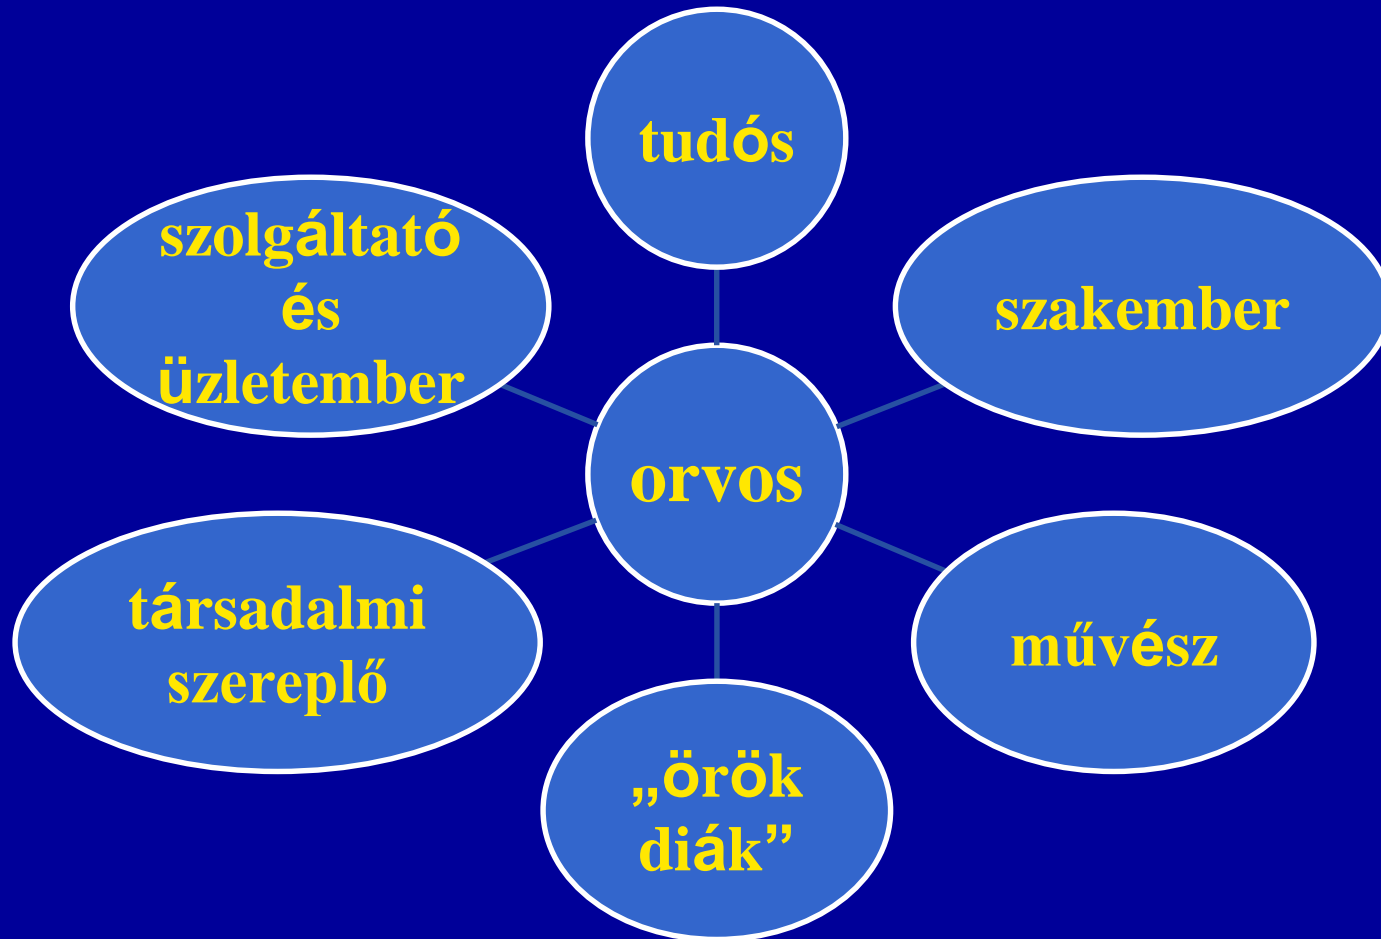 tudós
szolgáltató
és
üzletember
szakember
orvos
társadalmi
szereplő
művész
„örök
diák”